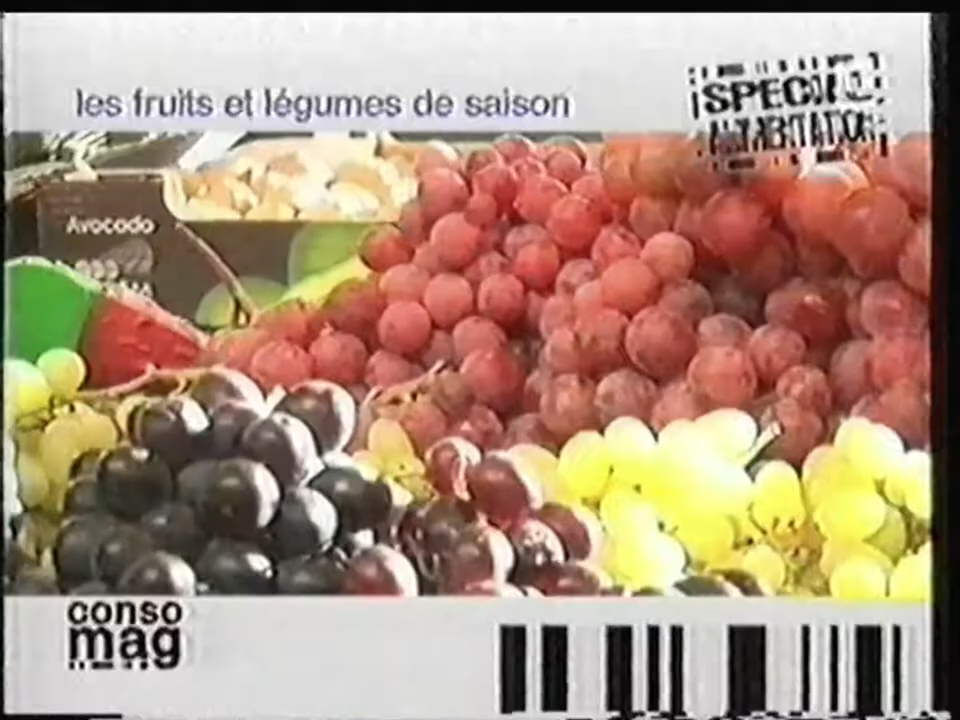 les fruits et légumes de saison
SPECIAL
ALIMENTATION
Avocado
conso
mag